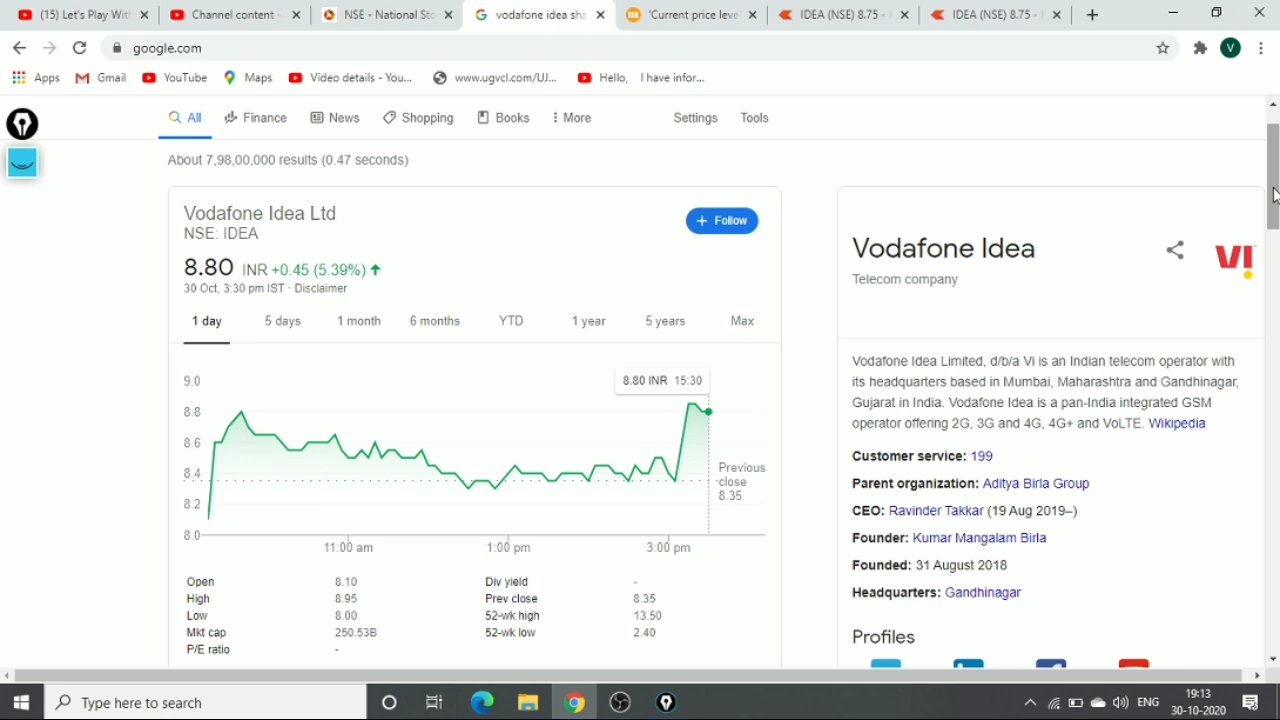 (15) Let's Play Wit
Channel content -
NSE - National Sto
vodafone idea sha
'Current price leve
IDEA (NSE) 8.75 -
IDEA (NSE) 8.75 -
google.com
V
Apps
Gmail
YouTube
Maps
Video details - You...
www.ugvcl.com/UJ...
Hello, I have infor...
All
Finance
News
Shopping
Books
More
Settings
Tools
About 7,98,00,000 results (0.47 seconds)
Vodafone Idea Ltd
NSE: IDEA
+ Follow
8.80 INR +0.45 (5.39%)
30 Oct, 3:30 pm IST · Disclaimer
1 day
5 days
1 month
6 months
YTD
1 year
5 years
Max
8.80 INR 15:30
9.0
8.8
8.6
8.4
8.2
8.0
Previous
close
8.35
11:00 am
1:00 pm
3:00 pm
Open 8.10
High 8.95
Low 8.00
Mkt cap 250.53B
P/E ratio -
Div yield -
Prev close 8.35
52-wk high 13.50
52-wk low 2.40
Vodafone Idea
Telecom company
VI
Vodafone Idea Limited, d/b/a Vi is an Indian telecom operator with
its headquarters based in Mumbai, Maharashtra and Gandhinagar,
Gujarat in India. Vodafone Idea is a pan-India integrated GSM
operator offering 2G, 3G and 4G, 4G+ and VoLTE. Wikipedia
Customer service: 199
Parent organization: Aditya Birla Group
CEO: Ravinder Takkar (19 Aug 2019–)
Founder: Kumar Mangalam Birla
Founded: 31 August 2018
Headquarters: Gandhinagar
Profiles
Type here to search
ENG
19:13
30-10-2020